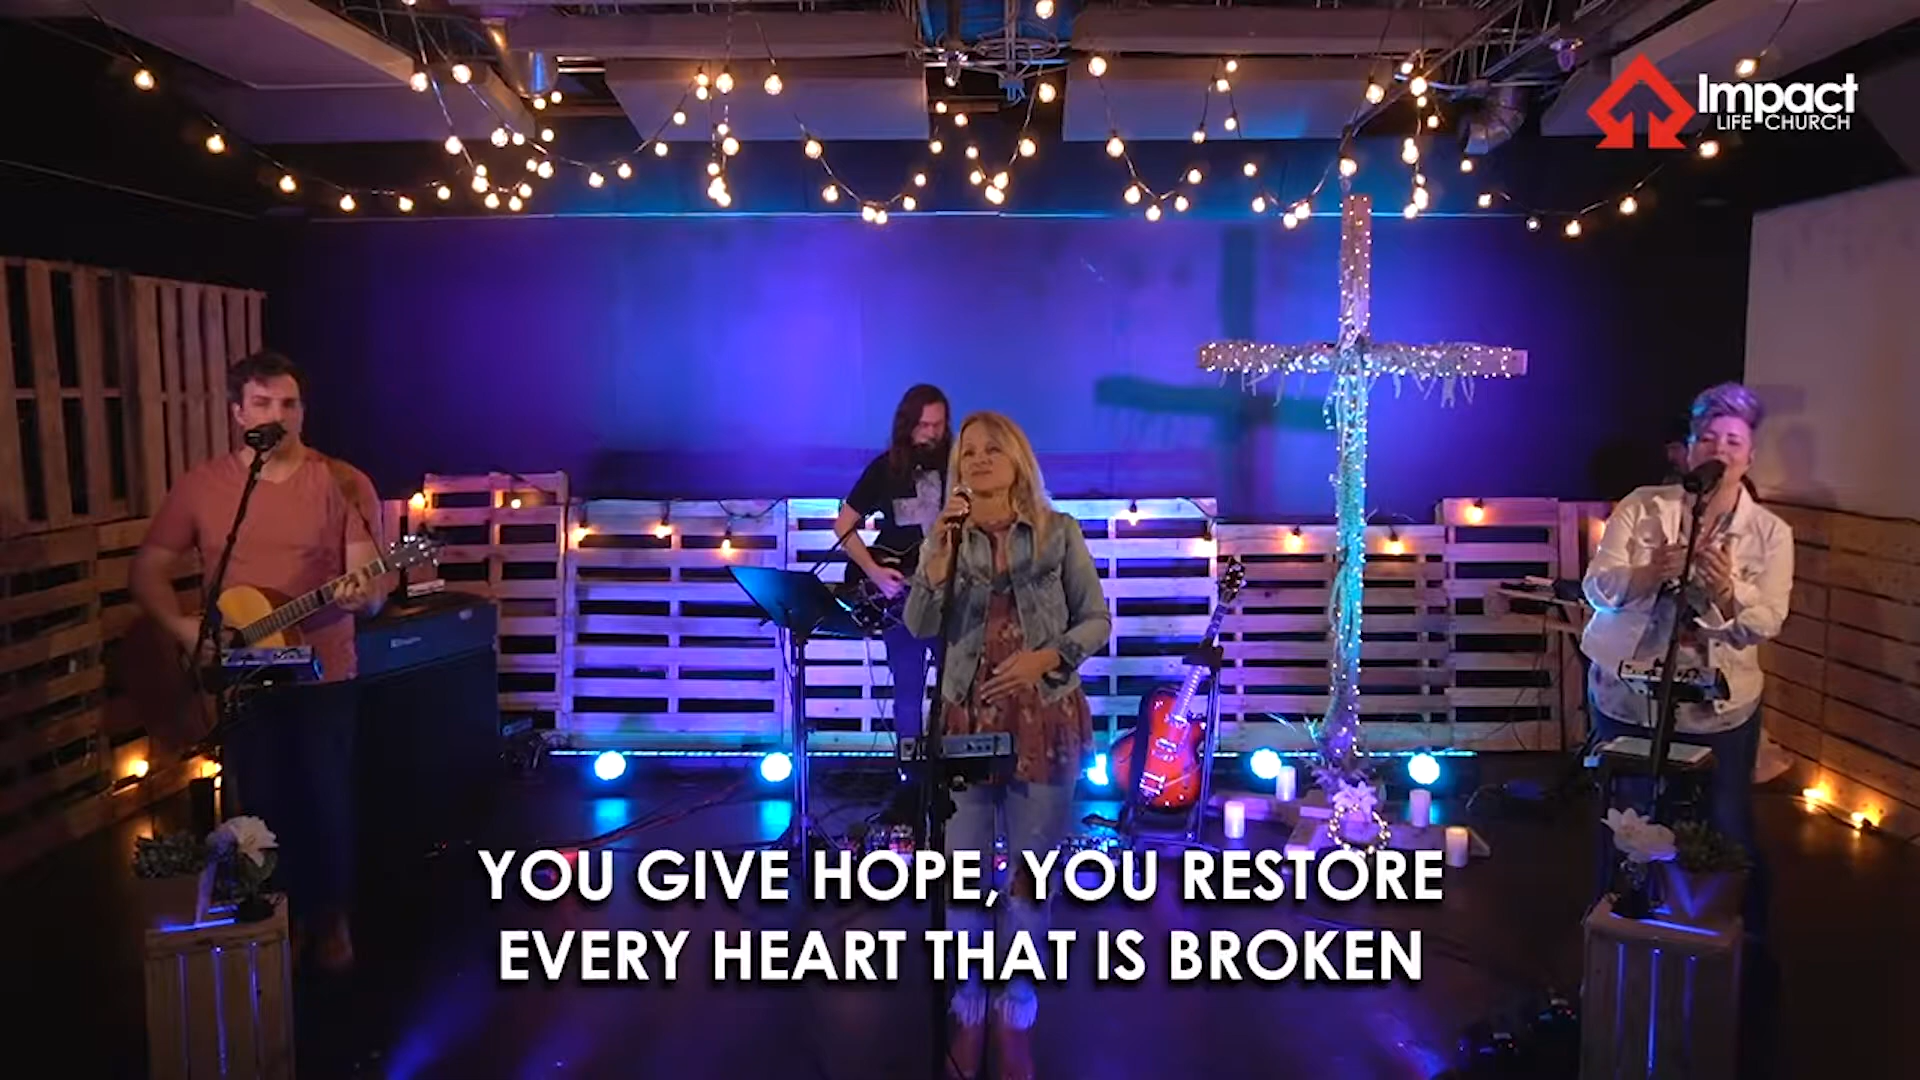 Impact
LIFE CHURCH
YOU GIVE HOPE, YOU RESTORE
EVERY HEART THAT IS BROKEN